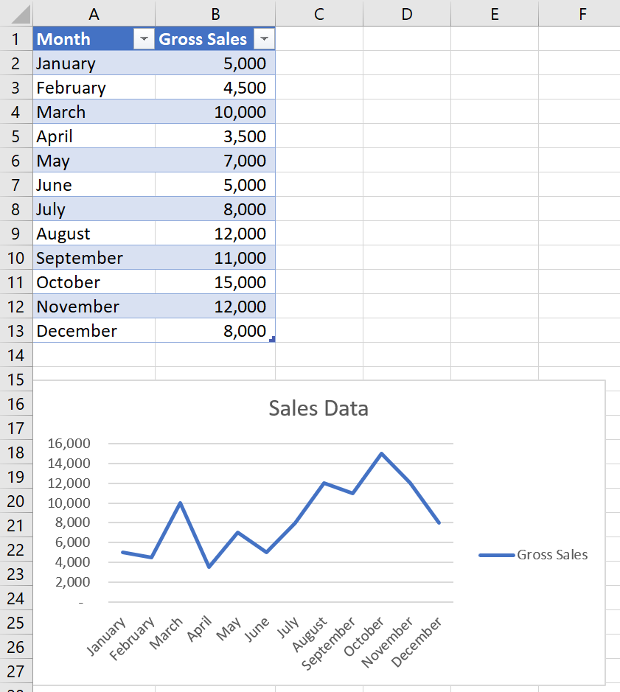 A B C D E F
1 Month Gross Sales
2 January 5,000
3 February 4,500
4 March 10,000
5 April 3,500
6 May 7,000
7 June 5,000
8 July 8,000
9 August 12,000
10 September 11,000
11 October 15,000
12 November 12,000
13 December 8,000
14
15
16
17
18
19
20
21
22
23
24
25
26
27
Sales Data
16,000
14,000
12,000
10,000
8,000
6,000
4,000
2,000
-
January February March April May June July August September October November December
Gross Sales